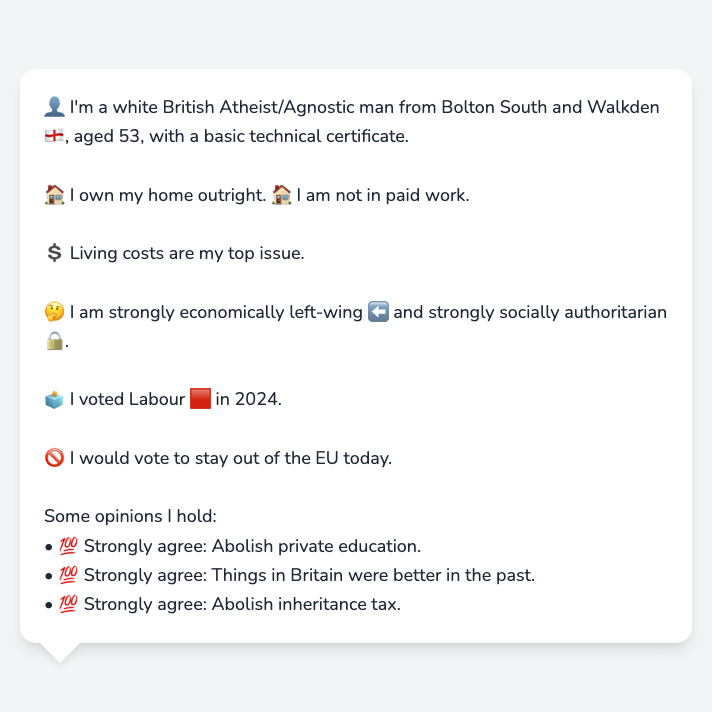 👤 I'm a white British Atheist/Agnostic man from Bolton South and Walkden
🏴󠁧󠁢󠁥󠁮󠁧󠁿, aged 53, with a basic technical certificate.
🏠 I own my home outright. 🏠 I am not in paid work.
💲 Living costs are my top issue.
🤔 I am strongly economically left-wing ⬅️ and strongly socially authoritarian
🔒.
🗳️ I voted Labour 🟥 in 2024.
🚫 I would vote to stay out of the EU today.
Some opinions I hold:
• 💯 Strongly agree: Abolish private education.
• 💯 Strongly agree: Things in Britain were better in the past.
• 💯 Strongly agree: Abolish inheritance tax.